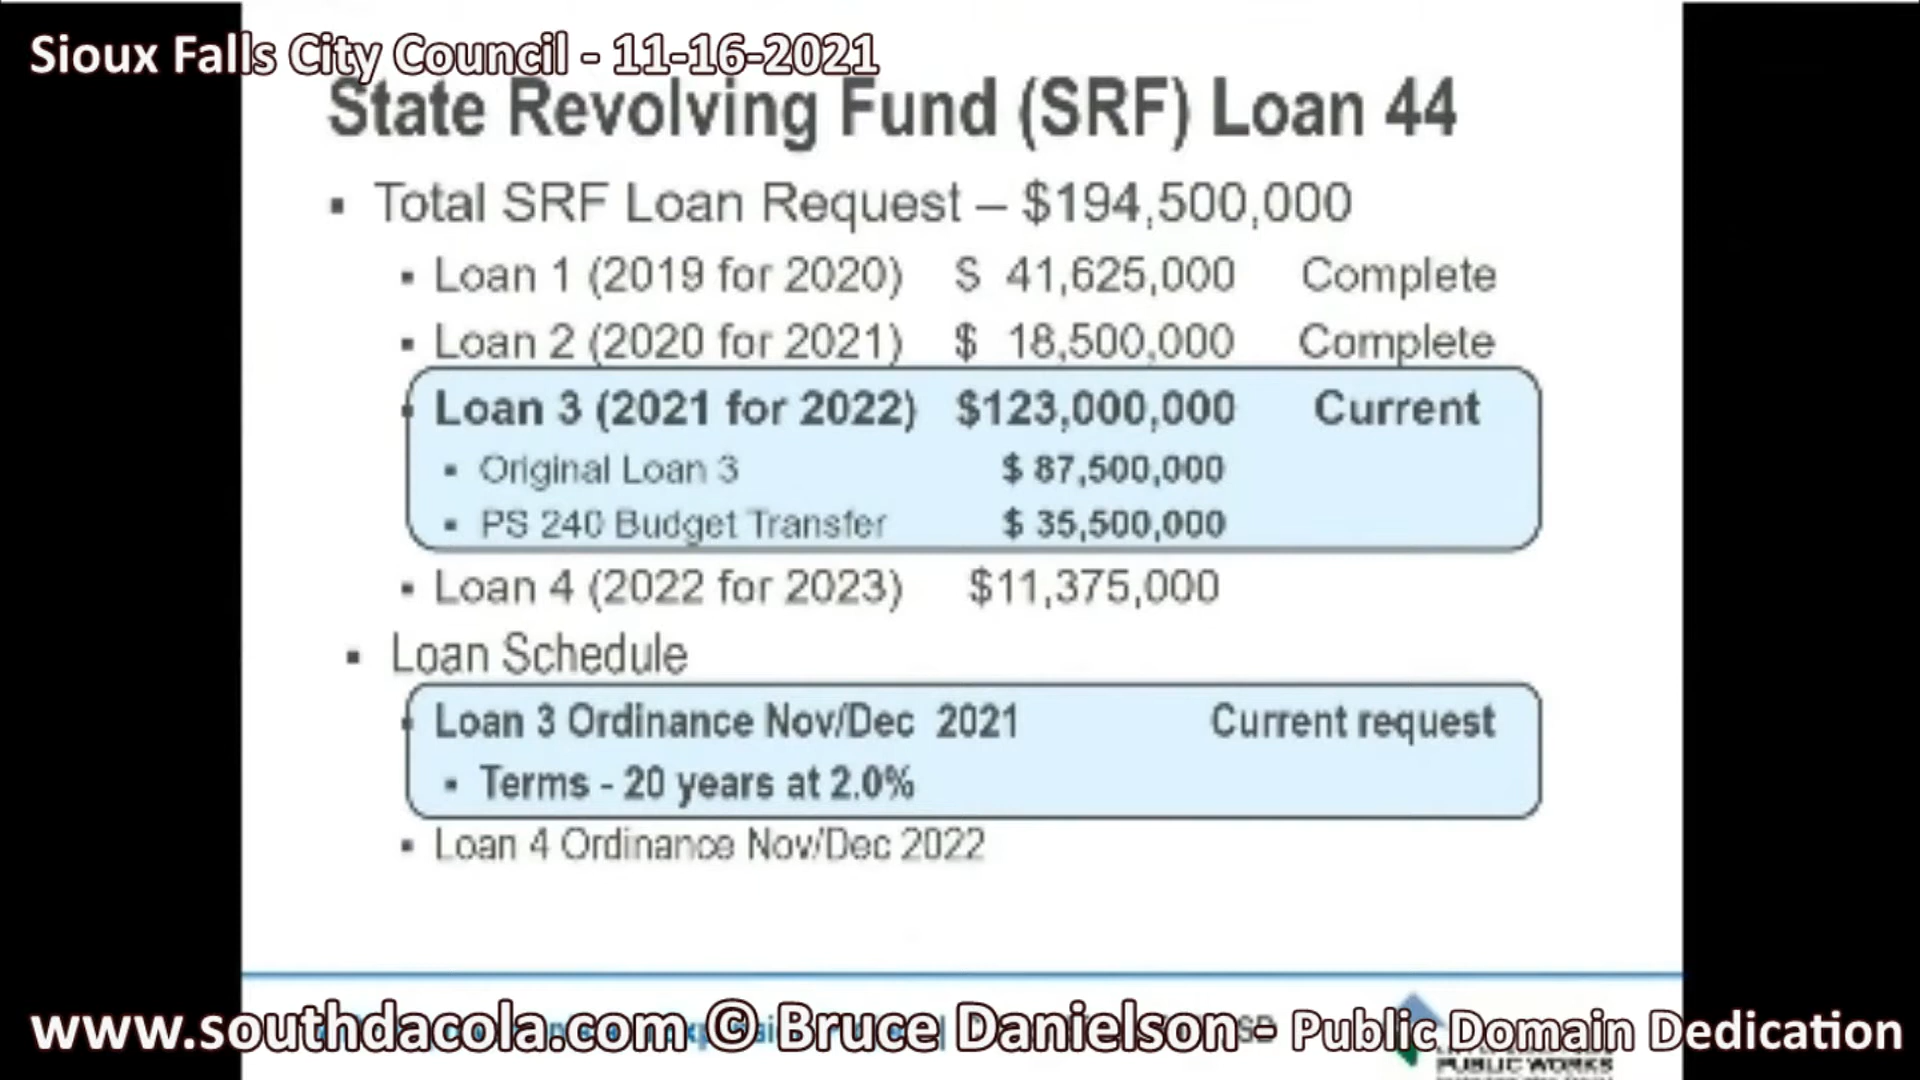 Sioux Falls City Council - 11-16-2021
State Revolving Fund (SRF) Loan 44
▪ Total SRF Loan Request – $194,500,000
▪ Loan 1 (2019 for 2020) $ 41,625,000 Complete
▪ Loan 2 (2020 for 2021) $ 18,500,000 Complete
▪ Loan 3 (2021 for 2022) $123,000,000 Current
▪ Original Loan 3 $ 87,500,000
▪ PS 240 Budget Transfer $ 35,500,000
▪ Loan 4 (2022 for 2023) $11,375,000
▪ Loan Schedule
▪ Loan 3 Ordinance Nov/Dec 2021 Current request
▪ Terms - 20 years at 2.0%
▪ Loan 4 Ordinance Nov/Dec 2022
www.southdacola.com © Bruce Danielson - Public Domain Dedication
PUBLIC WORKS